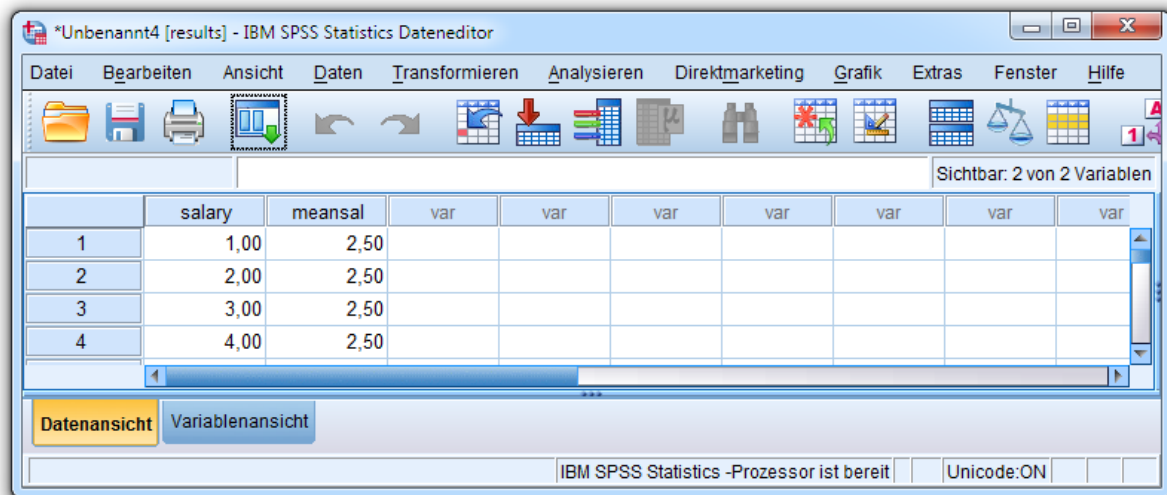 *Unbenannt4 [results] - IBM SPSS Statistics Dateneditor
Datei Bearbeiten Ansicht Daten Transformieren Analysieren Direktmarketing Grafik Extras Fenster Hilfe
A
1
Sichtbar: 2 von 2 Variablen
salary meansal var var var var var var var
1 1,00 2,50
2 2,00 2,50
3 3,00 2,50
4 4,00 2,50
Datenansicht Variablenansicht
IBM SPSS Statistics -Prozessor ist bereit Unicode:ON